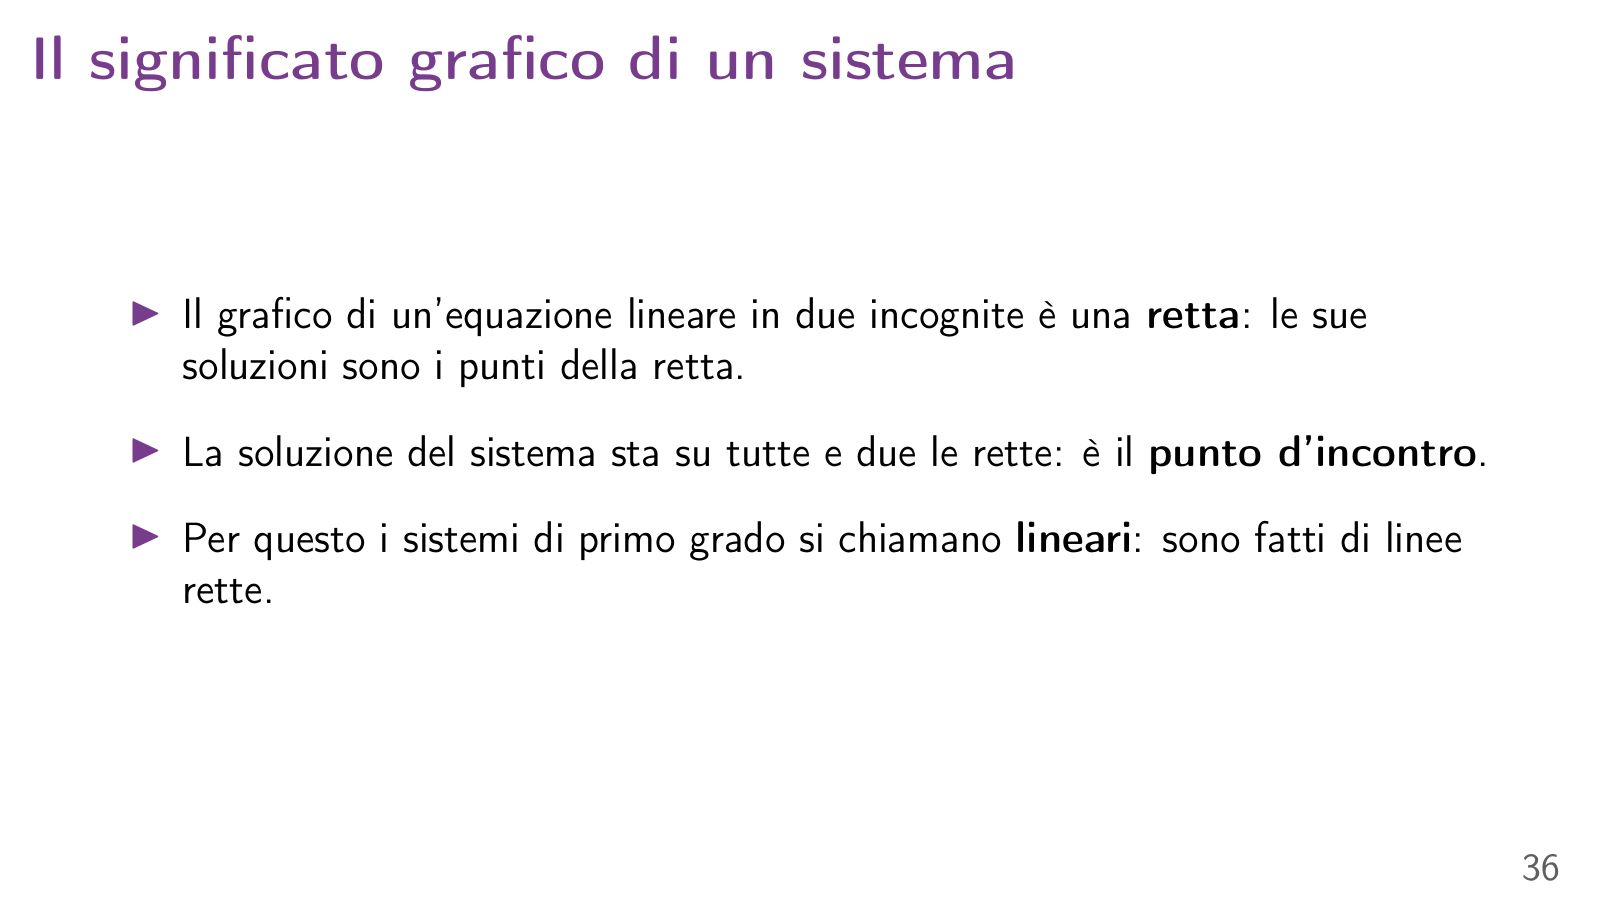 Il significato grafico di un sistema
▶ Il grafico di un'equazione lineare in due incognite è una retta: le sue
soluzioni sono i punti della retta.
▶ La soluzione del sistema sta su tutte e due le rette: è il punto d'incontro.
▶ Per questo i sistemi di primo grado si chiamano lineari: sono fatti di linee
rette.
36